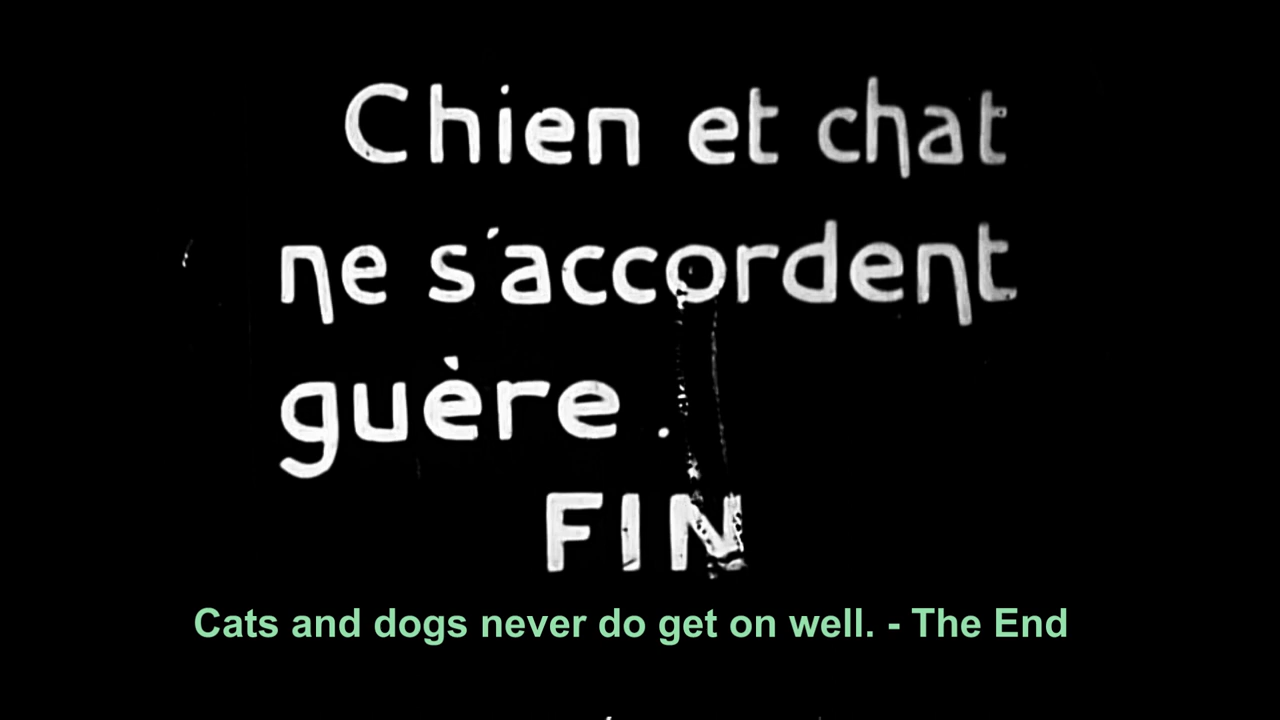 Chien et chat
ne s'accordent
guère.
FIN
Cats and dogs never do get on well. - The End